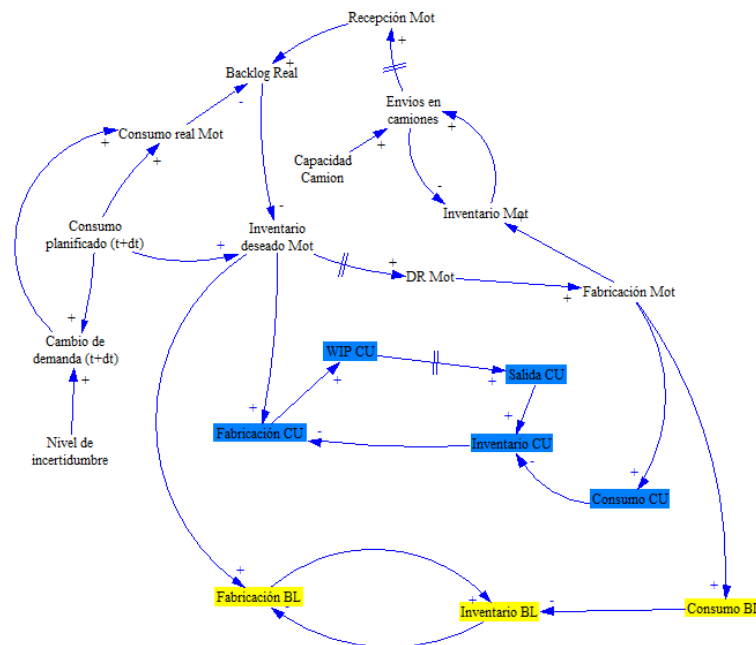 Recepción Mot
+
Backlog Real
+
-
Envíos en
camiones
+
+
Consumo real Mot
+
+
Capacidad
Camion
-
Inventario Mot
+
Consumo
planificado (t+dt)
+
-
Inventario
deseado Mot
+
DR Mot
+
Fabricación Mot
+
Cambio de
demanda (t+dt)
+
WIP CU
+
+
Salida CU
+
Fabricación CU
-
+
Inventario CU
-
Nivel de
incertidumbre
+
Consumo CU
+
Fabricación BL
-
+
Inventario BL
-
+
Consumo BL